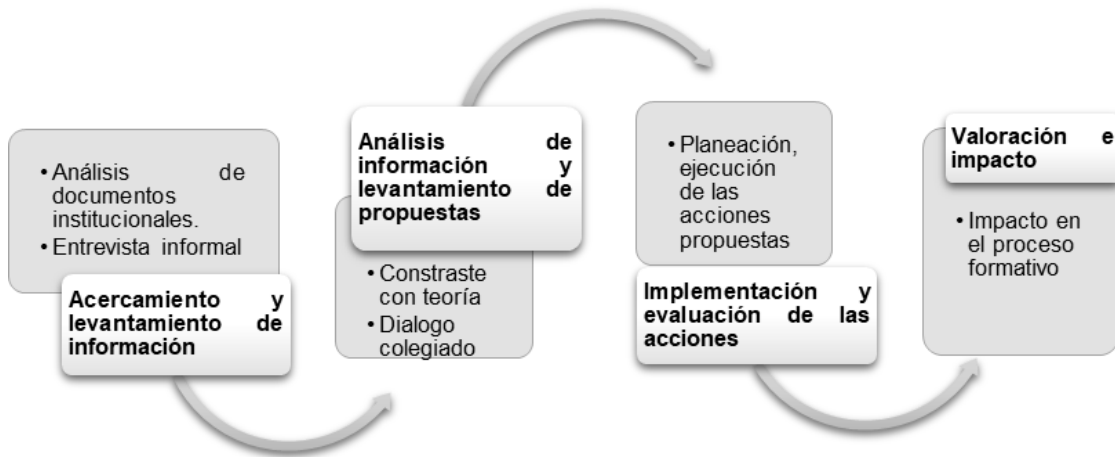 • Análisis de
documentos
institucionales.
• Entrevista informal
Acercamiento y
levantamiento de
información
Análisis de
información y
levantamiento de
propuestas
• Constraste
con teoría
• Dialogo
colegiado
• Planeación,
ejecución
de las
acciones
propuestas
Implementación y
evaluación de las
acciones
Valoración e
impacto
• Impacto en
el proceso
formativo